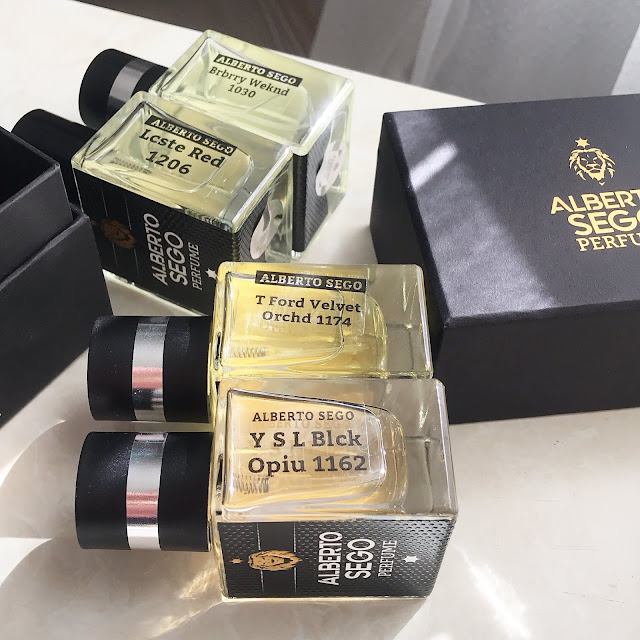 ALBERTO SEGO
Brbrry Weknd
1030
ALBERTO SEGO
Lcste Red
1206
ALBERTO
SEGO
PERFUME
ALBERTO
SEGO
PERFUME
ALBERTO SEGO
T Ford Velvet
Orchd 1174
ALBERTO SEGO
Y S L Blck
Opiu 1162
ALBERTO
SEGO
PERFUME